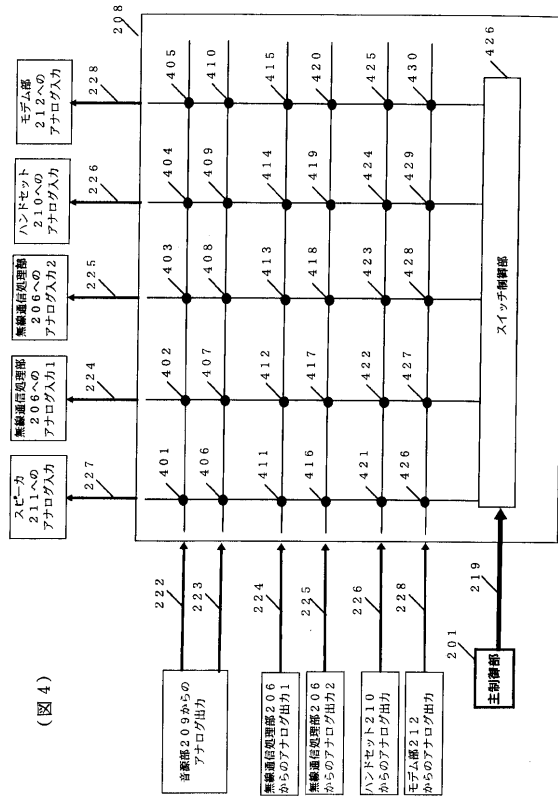 (図4)
208
スピーカ
211への
アナログ入力
227
無線通信処理部
206への
アナログ入力1
224
無線通信処理部
206への
アナログ入力2
225
ハンドセット
210への
アナログ入力
226
モデム部
212への
アナログ入力
228
音源部209からの
アナログ出力
222
223
401
402
403
404
405
406
407
408
409
410
無線通信処理部206
からのアナログ出力1
224
411
412
413
414
415
無線通信処理部206
からのアナログ出力2
225
416
417
418
419
420
ハンドセット210
からのアナログ出力
226
421
422
423
424
425
モデム部212
からのアナログ出力
228
426
427
428
429
430
主制御部
201
219
スイッチ制御部
426